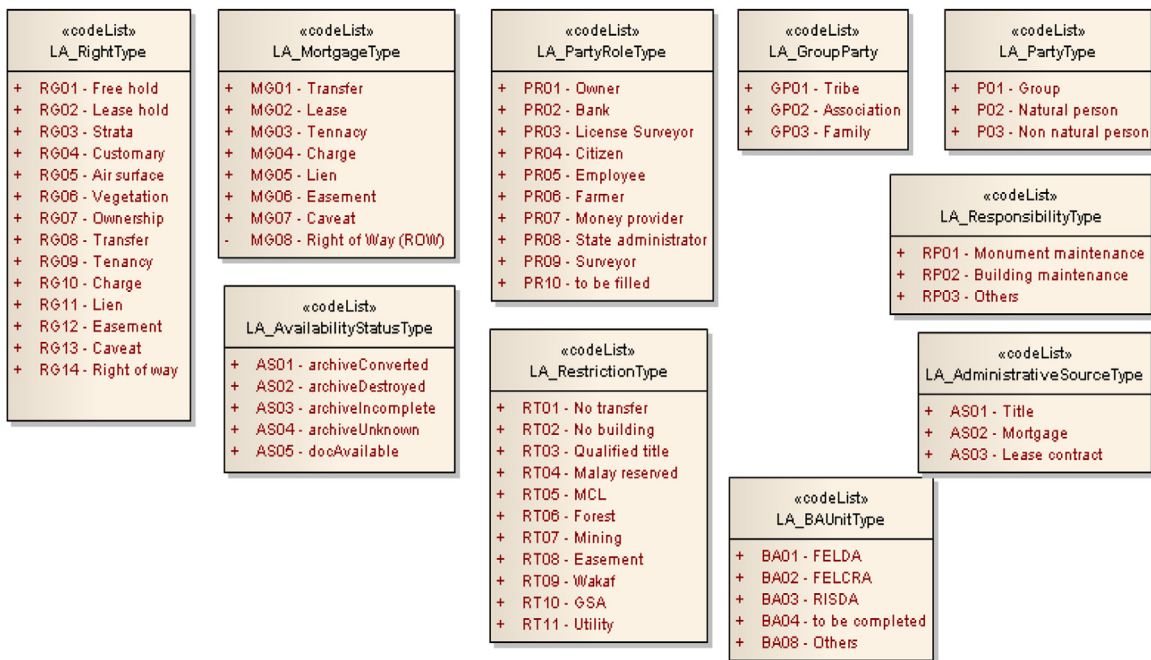 «codeList»
LA_RightType
+ RG01 - Free hold
+ RG02 - Lease hold
+ RG03 - Strata
+ RG04 - Customary
+ RG05 - Air surface
+ RG06 - Vegetation
+ RG07 - Ownership
+ RG08 - Transfer
+ RG09 - Tenancy
+ RG10 - Charge
+ RG11 - Lien
+ RG12 - Easement
+ RG13 - Caveat
+ RG14 - Right of way
«codeList»
LA_MortgageType
+ MG01 - Transfer
+ MG02 - Lease
+ MG03 - Tennacy
+ MG04 - Charge
+ MG05 - Lien
+ MG06 - Easement
+ MG07 - Caveat
- MG08 - Right of Way (ROW)
«codeList»
LA_AvailabilityStatusType
+ AS01 - archiveConverted
+ AS02 - archiveDestroyed
+ AS03 - archiveIncomplete
+ AS04 - archiveUnknown
+ AS05 - docAvailable
«codeList»
LA_PartyRoleType
+ PR01 - Owner
+ PR02 - Bank
+ PR03 - License Surveyor
+ PR04 - Citizen
+ PR05 - Employee
+ PR06 - Farmer
+ PR07 - Money provider
+ PR08 - State administrator
+ PR09 - Surveyor
+ PR10 - to be filled
«codeList»
LA_RestrictionType
+ RT01 - No transfer
+ RT02 - No building
+ RT03 - Qualified title
+ RT04 - Malay reserved
+ RT05 - MCL
+ RT06 - Forest
+ RT07 - Mining
+ RT08 - Easement
+ RT09 - Wakaf
+ RT10 - GSA
+ RT11 - Utility
«codeList»
LA_GroupParty
+ GP01 - Tribe
+ GP02 - Association
+ GP03 - Family
«codeList»
LA_PartyType
+ P01 - Group
+ P02 - Natural person
+ P03 - Non natural person
«codeList»
LA_ResponsibilityType
+ RP01 - Monument maintenance
+ RP02 - Building maintenance
+ RP03 - Others
«codeList»
LA_AdministrativeSourceType
+ AS01 - Title
+ AS02 - Mortgage
+ AS03 - Lease contract
«codeList»
LA_BAUnitType
+ BA01 - FELDA
+ BA02 - FELCRA
+ BA03 - RISDA
+ BA04 - to be completed
+ BA08 - Others